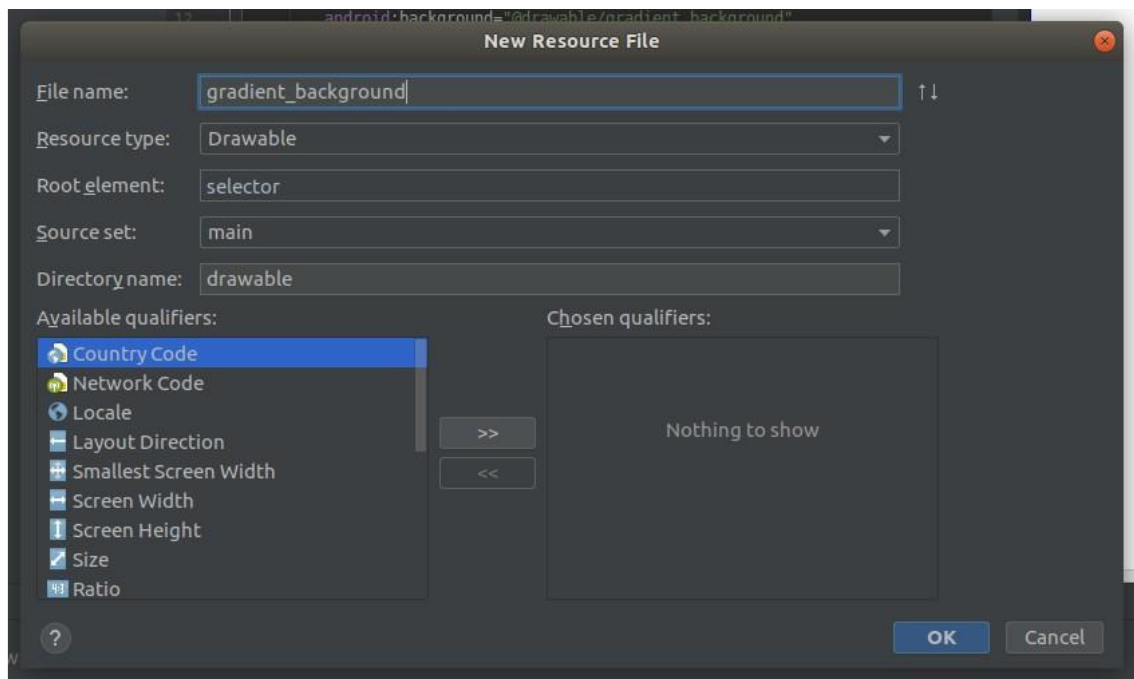 12 android:background="@drawable/gradient_background"
New Resource File
File name: gradient_background
Resource type: Drawable
Root element: selector
Source set: main
Directory name: drawable
Available qualifiers: Chosen qualifiers:
Country Code
Network Code
Locale
Layout Direction
Smallest Screen Width
Screen Width
Screen Height
Size
Ratio
>>
<<
Nothing to show
? OK Cancel